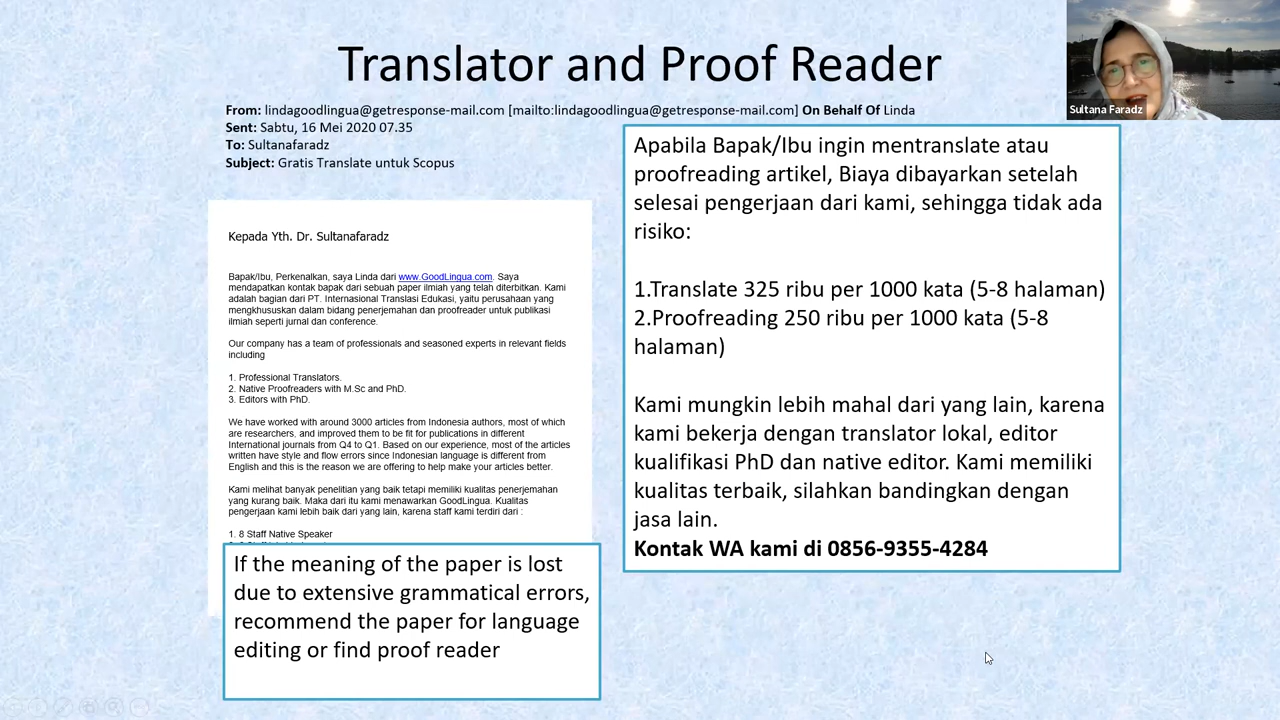 Translator and Proof Reader
Sultana Faradz
From: lindagoodlingua@getresponse-mail.com [mailto:lindagoodlingua@getresponse-mail.com] On Behalf Of Linda
Sent: Sabtu, 16 Mei 2020 07.35
To: Sultanafaradz
Subject: Gratis Translate untuk Scopus
Kepada Yth. Dr. Sultanafaradz
Bapak/Ibu, Perkenalkan, saya Linda dari www.GoodLingua.com. Saya
mendapatkan kontak bapak dari sebuah paper ilmiah yang telah diterbitkan. Kami
adalah bagian dari PT. Internasional Translasi Edukasi, yaitu perusahaan yang
mengkhususkan dalam bidang penerjemahan dan proofreader untuk publikasi
ilmiah seperti jurnal dan conference.
Our company has a team of professionals and seasoned experts in relevant fields
including
1. Professional Translators.
2. Native Proofreaders with M.Sc and PhD.
3. Editors with PhD.
We have worked with around 3000 articles from Indonesia authors, most of which
are researchers, and improved them to be fit for publications in different
International journals from Q4 to Q1. Based on our experience, most of the articles
written have style and flow errors since Indonesian language is different from
English and this is the reason we are offering to help make your articles better.
Kami melihat banyak penelitian yang baik tetapi memiliki kualitas penerjemahan
yang kurang baik. Maka dari itu kami menawarkan GoodLingua. Kualitas
pengerjaan kami lebih baik dari yang lain, karena staff kami terdiri dari :
1. 8 Staff Native Speaker
If the meaning of the paper is lost
due to extensive grammatical errors,
recommend the paper for language
editing or find proof reader
Apabila Bapak/Ibu ingin mentranslate atau
proofreading artikel, Biaya dibayarkan setelah
selesai pengerjaan dari kami, sehingga tidak ada
risiko:
1.Translate 325 ribu per 1000 kata (5-8 halaman)
2.Proofreading 250 ribu per 1000 kata (5-8
halaman)
Kami mungkin lebih mahal dari yang lain, karena
kami bekerja dengan translator lokal, editor
kualifikasi PhD dan native editor. Kami memiliki
kualitas terbaik, silahkan bandingkan dengan
jasa lain.
Kontak WA kami di 0856-9355-4284